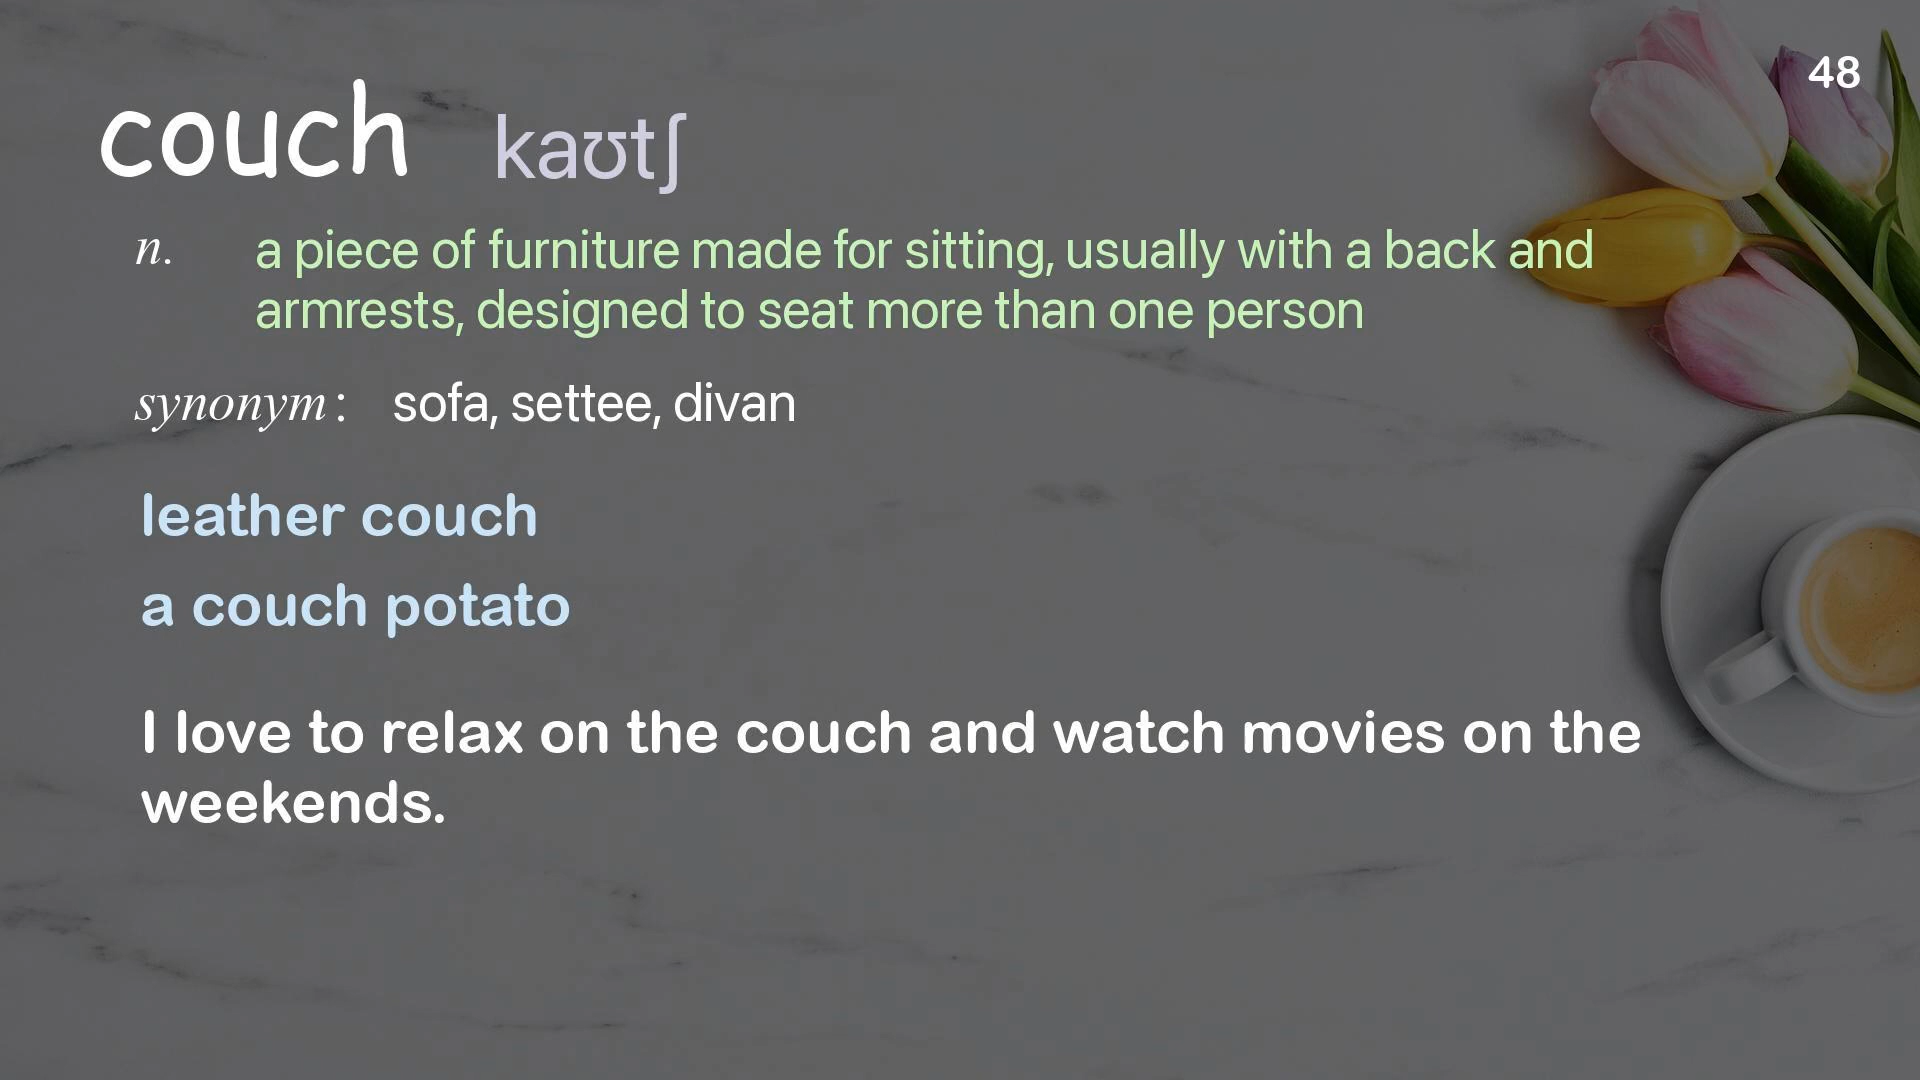 48
couch kaʊtʃ
n. a piece of furniture made for sitting, usually with a back and
armrests, designed to seat more than one person
synonym: sofa, settee, divan
leather couch
a couch potato
I love to relax on the couch and watch movies on the
weekends.